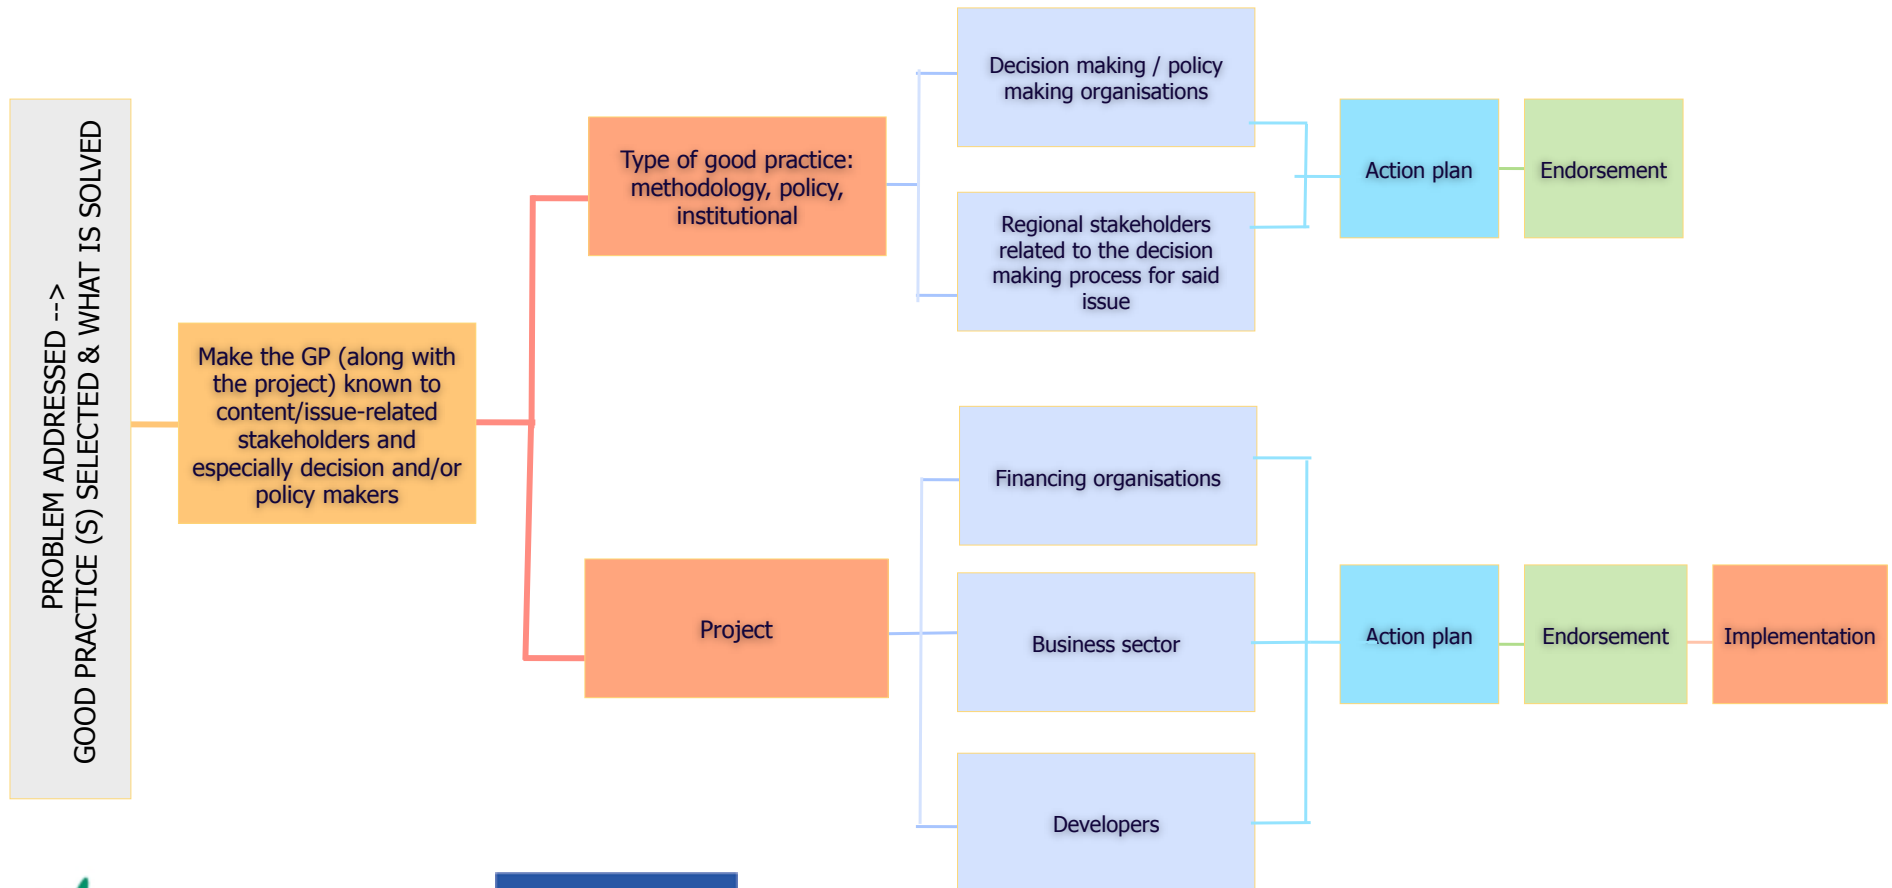 PROBLEM ADDRESSED -->
GOOD PRACTICE (S) SELECTED & WHAT IS SOLVED
Make the GP (along with
the project) known to
content/issue-related
stakeholders and
especially decision and/or
policy makers
Type of good practice:
methodology, policy,
institutional
Decision making / policy
making organisations
Regional stakeholders
related to the decision
making process for said
issue
Action plan
Endorsement
Project
Financing organisations
Business sector
Developers
Action plan
Endorsement
Implementation